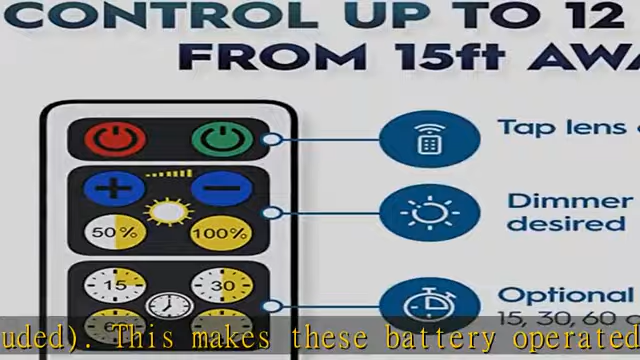 CONTROL UP TO 12
FROM 15ft AWA
Tap lens
Dimmer
desired
50%
100%
Optional
15, 30, 60
15
30
uded). This makes these battery operated